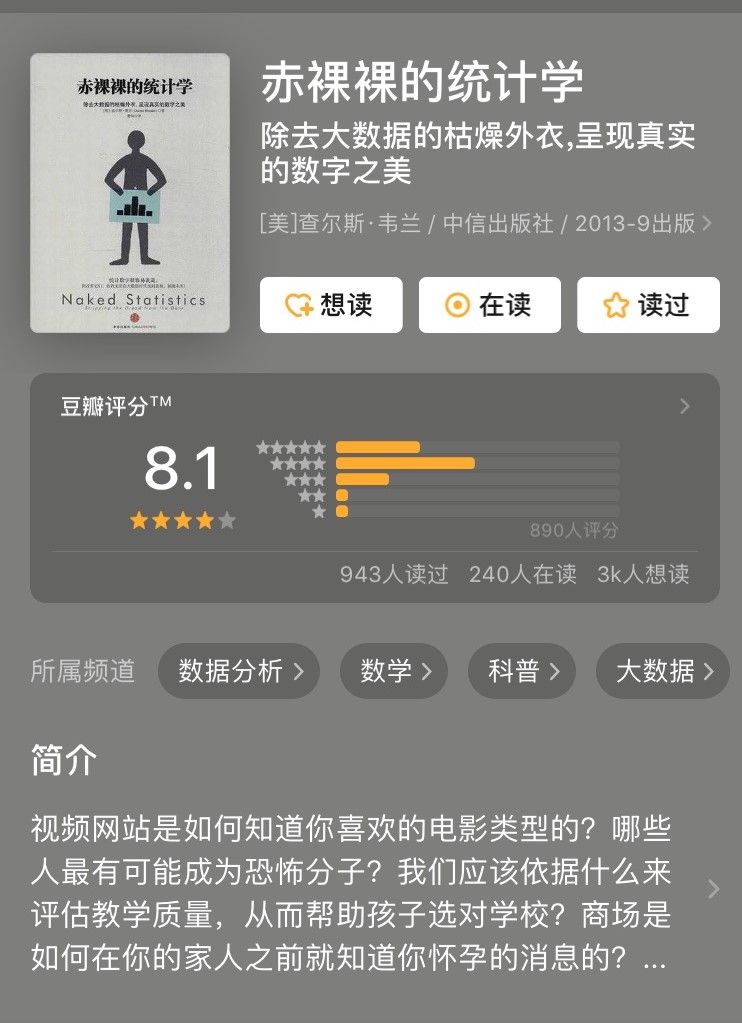 赤裸裸的统计学
除去大数据的枯燥外衣,呈现真实的数字之美
Naked Statistics
Stripping the Dread from the Data
赤裸裸的统计学
除去大数据的枯燥外衣,呈现真实
的数字之美
[美]查尔斯·韦兰 / 中信出版社 / 2013-9出版
想读 在读 读过
豆瓣评分™
8.1
890人评分
943人读过 240人在读 3k人想读
所属频道 数据分析 数学 科普 大数据
简介
视频网站是如何知道你喜欢的电影类型的？哪些
人最有可能成为恐怖分子？我们应该依据什么来
评估教学质量，从而帮助孩子选对学校？商场是
如何在你的家人之前就知道你怀孕的消息的？...